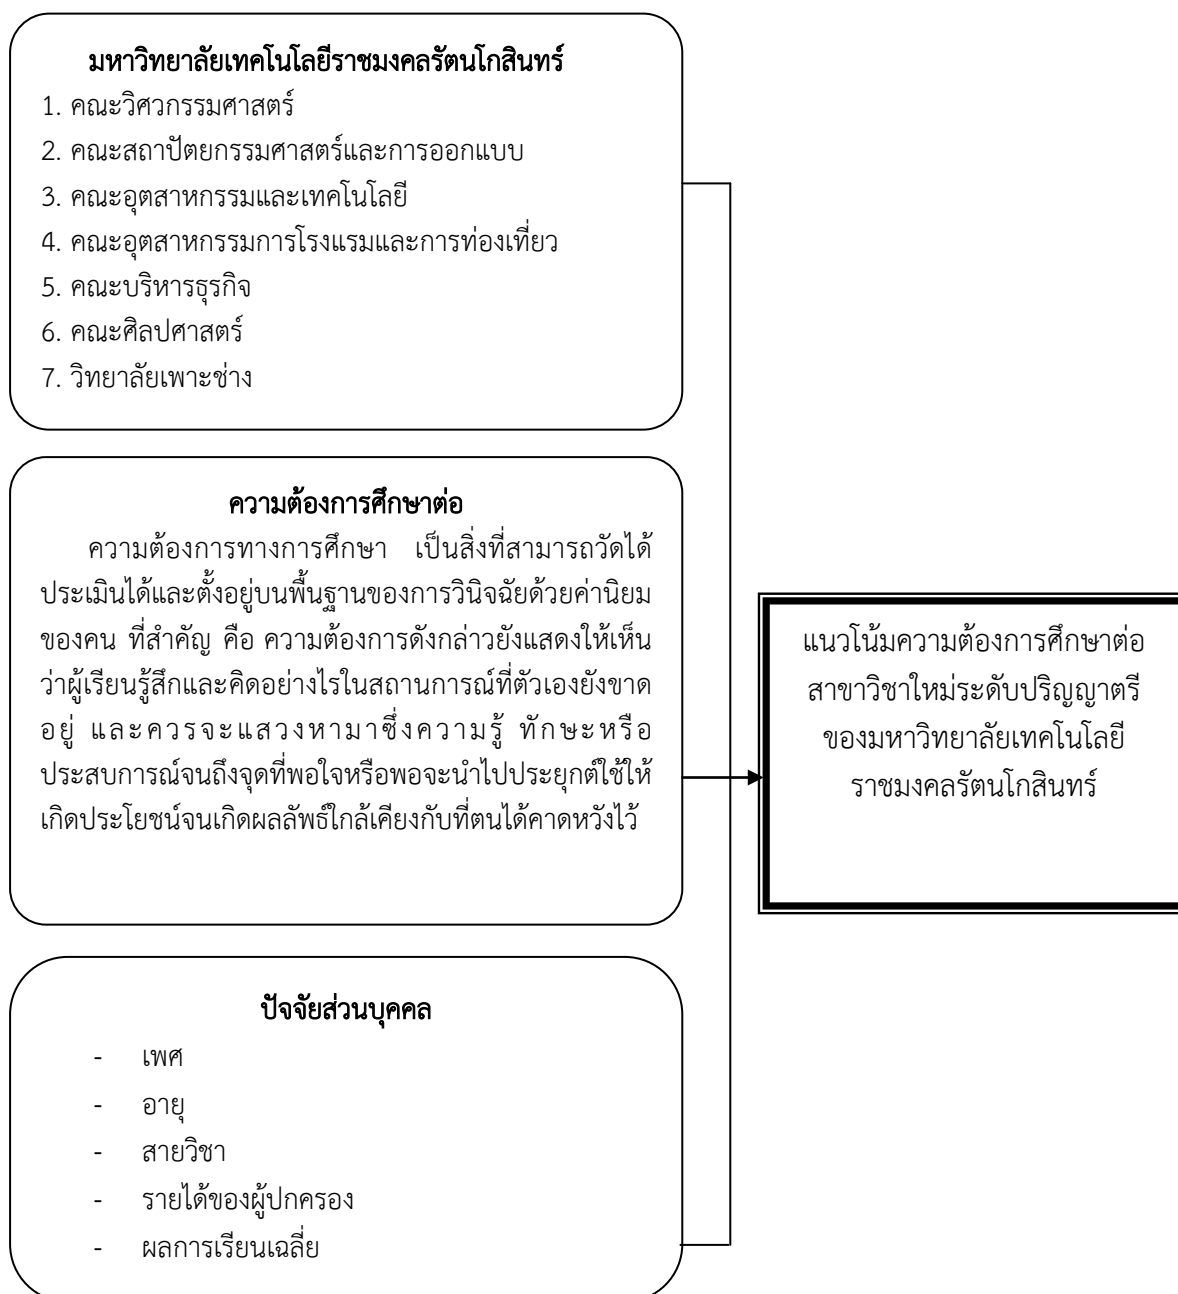 มหาวิทยาลัยเทคโนโลยีราชมงคลรัตนโกสินทร์
1. คณะวิศวกรรมศาสตร์
2. คณะสถาปัตยกรรมศาสตร์และการออกแบบ
3. คณะอุตสาหกรรมและเทคโนโลยี
4. คณะอุตสาหกรรมการโรงแรมและการท่องเที่ยว
5. คณะบริหารธุรกิจ
6. คณะศิลปศาสตร์
7. วิทยาลัยเพาะช่าง
ความต้องการศึกษาต่อ
ความต้องการทางการศึกษา เป็นสิ่งที่สามารถวัดได้
ประเมินได้และตั้งอยู่บนพื้นฐานของการวินิจฉัยด้วยค่านิยม
ของคน ที่สำคัญ คือ ความต้องการดังกล่าวยังแสดงให้เห็น
ว่าผู้เรียนรู้สึกและคิดอย่างไรในสถานการณ์ที่ตัวเองยังขาด
อยู่ และควรจะแสวงหามาซึ่งความรู้ ทักษะหรือ
ประสบการณ์จนถึงจุดที่พอใจหรือพอจะนำไปประยุกต์ใช้ให้
เกิดประโยชน์จนเกิดผลลัพธ์ใกล้เคียงกับที่ตนได้คาดหวังไว้
ปัจจัยส่วนบุคคล
- เพศ
- อายุ
- สายวิชา
- รายได้ของผู้ปกครอง
- ผลการเรียนเฉลี่ย
แนวโน้มความต้องการศึกษาต่อ
สาขาวิชาใหม่ระดับปริญญาตรี
ของมหาวิทยาลัยเทคโนโลยี
ราชมงคลรัตนโกสินทร์